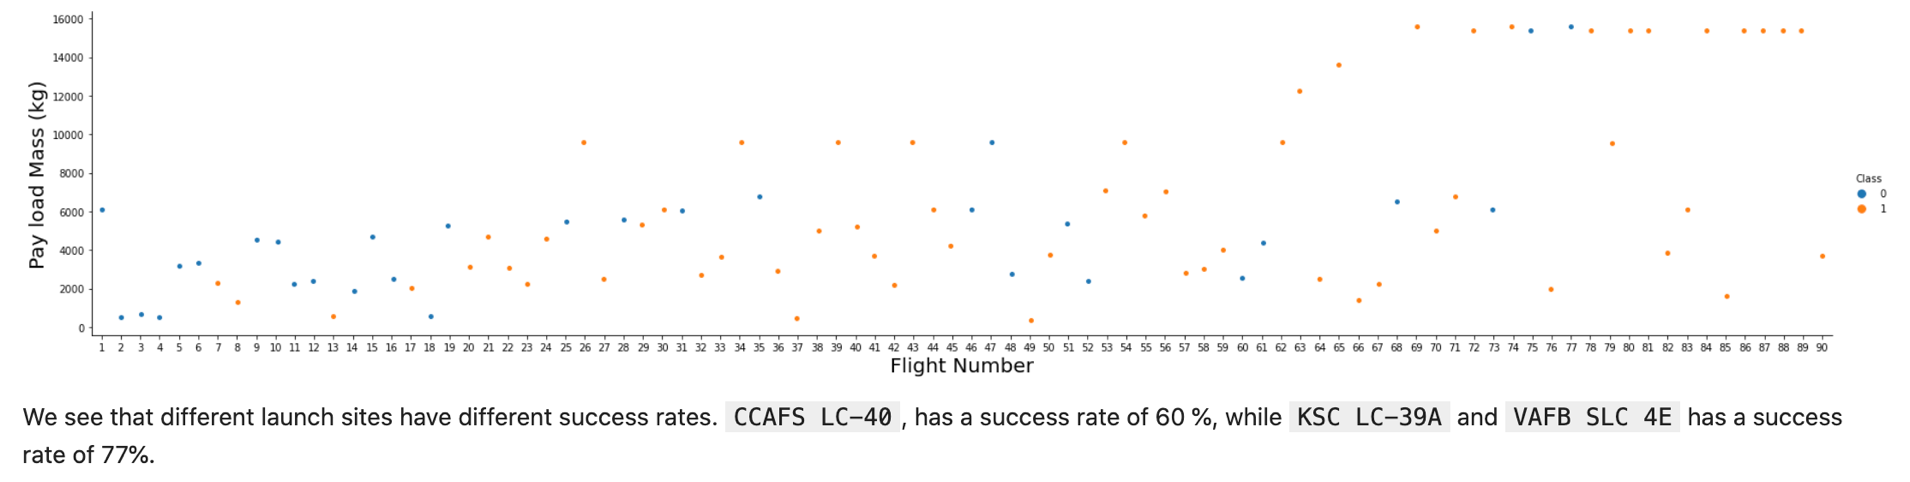 16000
14000
12000
10000
8000
6000
4000
2000
0
Pay load Mass (kg)
1 2 3 4 5 6 7 8 9 10 11 12 13 14 15 16 17 18 19 20 21 22 23 24 25 26 27 28 29 30 31 32 33 34 35 36 37 38 39 40 41 42 43 44 45 46 47 48 49 50 51 52 53 54 55 56 57 58 59 60 61 62 63 64 65 66 67 68 69 70 71 72 73 74 75 76 77 78 79 80 81 82 83 84 85 86 87 88 89 90
Flight Number
Class
0
1
We see that different launch sites have different success rates. CCAFS LC-40 , has a success rate of 60 %, while KSC LC-39A and VAFB SLC 4E has a success
rate of 77%.